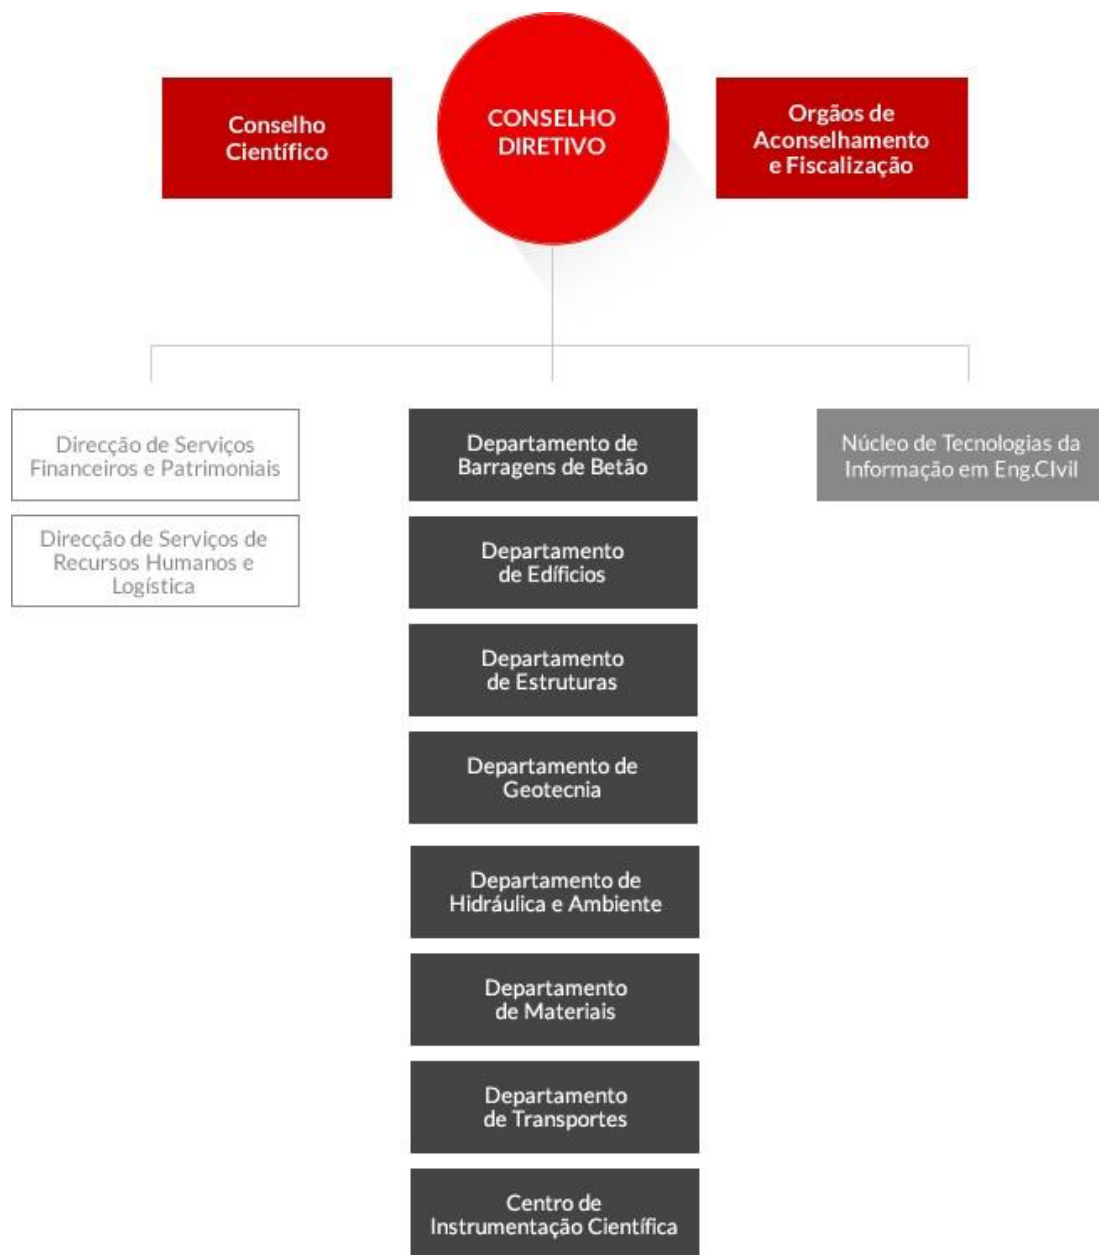 Conselho
Científico
CONSELHO
DIRETIVO
Orgãos de
Aconselhamento
e Fiscalização
Direcção de Serviços
Financeiros e Patrimoniais
Direcção de Serviços de
Recursos Humanos e
Logística
Departamento de
Barragens de Betão
Departamento
de Edíficios
Departamento
de Estruturas
Departamento de
Geotecnia
Departamento de
Hidráulica e Ambiente
Departamento
de Materiais
Departamento
de Transportes
Centro de
Instrumentação Científica
Núcleo de Tecnologias da
Informação em Eng.CIvil